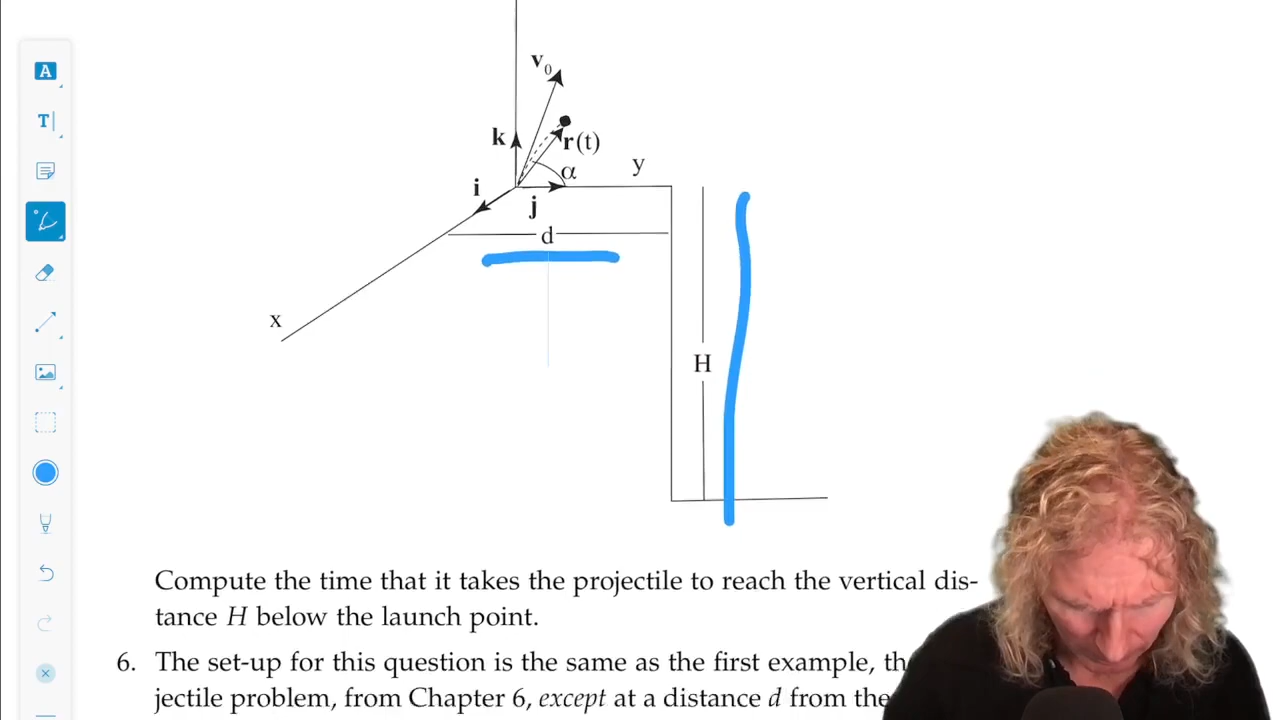 A
T
v0
k
r(t)
α
y
i
j
d
x
H
Compute the time that it takes the projectile to reach the vertical dis-
tance H below the launch point.
6. The set-up for this question is the same as the first example, th
jectile problem, from Chapter 6, except at a distance d from the